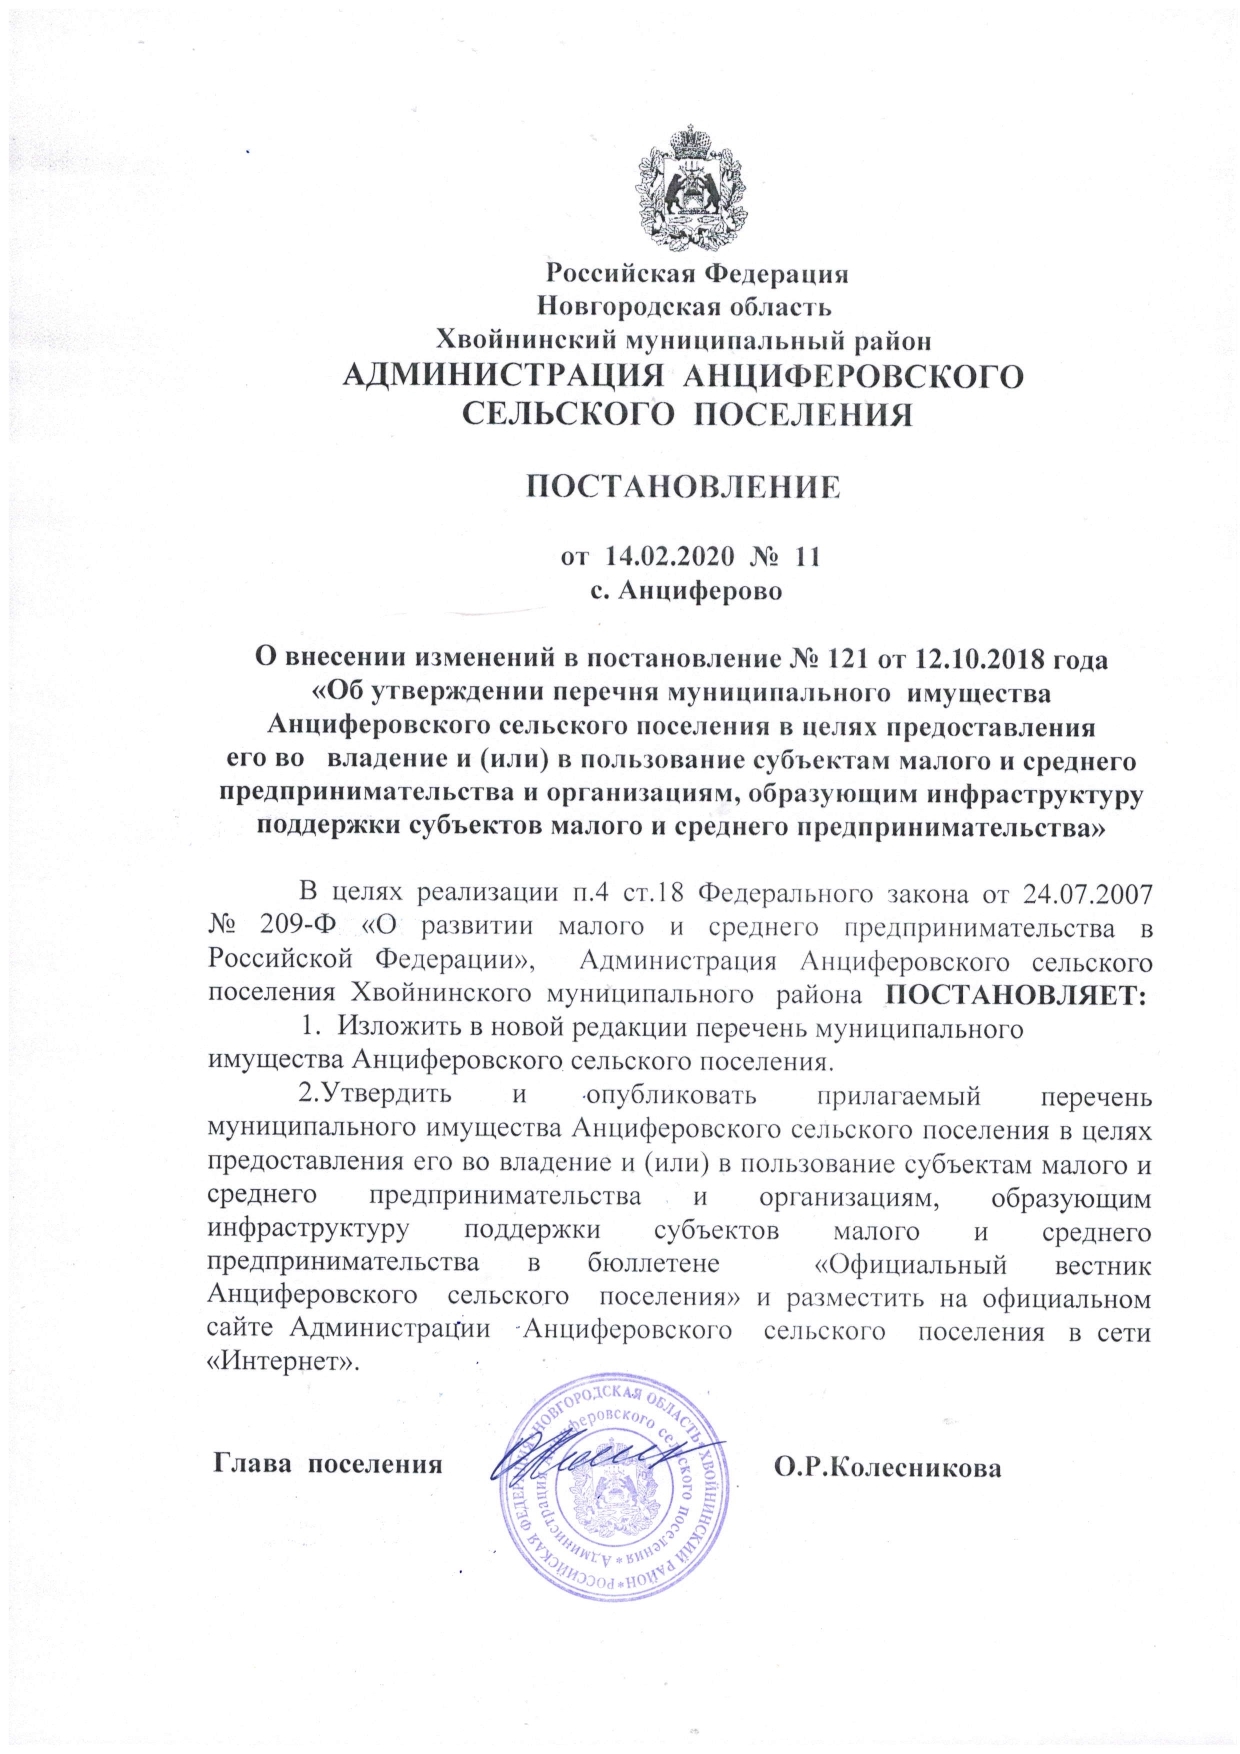 Российская Федерация
Новгородская область
Хвойнинский муниципальный район
АДМИНИСТРАЦИЯ АНЦИФЕРОВСКОГО
СЕЛЬСКОГО ПОСЕЛЕНИЯ
ПОСТАНОВЛЕНИЕ
от 14.02.2020 № 11
с. Анциферово
О внесении изменений в постановление № 121 от 12.10.2018 года
«Об утверждении перечня муниципального имущества
Анциферовского сельского поселения в целях предоставления
его во владение и (или) в пользование субъектам малого и среднего
предпринимательства и организациям, образующим инфраструктуру
поддержки субъектов малого и среднего предпринимательства»
В целях реализации п.4 ст.18 Федерального закона от 24.07.2007
№ 209-Ф «О развитии малого и среднего предпринимательства в
Российской Федерации», Администрация Анциферовского сельского
поселения Хвойнинского муниципального района ПОСТАНОВЛЯЕТ:
1. Изложить в новой редакции перечень муниципального
имущества Анциферовского сельского поселения.
2.Утвердить и опубликовать прилагаемый перечень
муниципального имущества Анциферовского сельского поселения в целях
предоставления его во владение и (или) в пользование субъектам малого и
среднего предпринимательства и организациям, образующим
инфраструктуру поддержки субъектов малого и среднего
предпринимательства в бюллетене «Официальный вестник
Анциферовского сельского поселения» и разместить на официальном
сайте Администрации Анциферовского сельского поселения в сети
«Интернет».
Глава поселения О.Р.Колесникова
РОССИЙСКАЯ ФЕДЕРАЦИЯ*НОВГОРОДСКАЯ ОБЛАСТЬ*ХВОЙНИНСКИЙ РАЙОН*
Администрация Анциферовского сельского поселения*